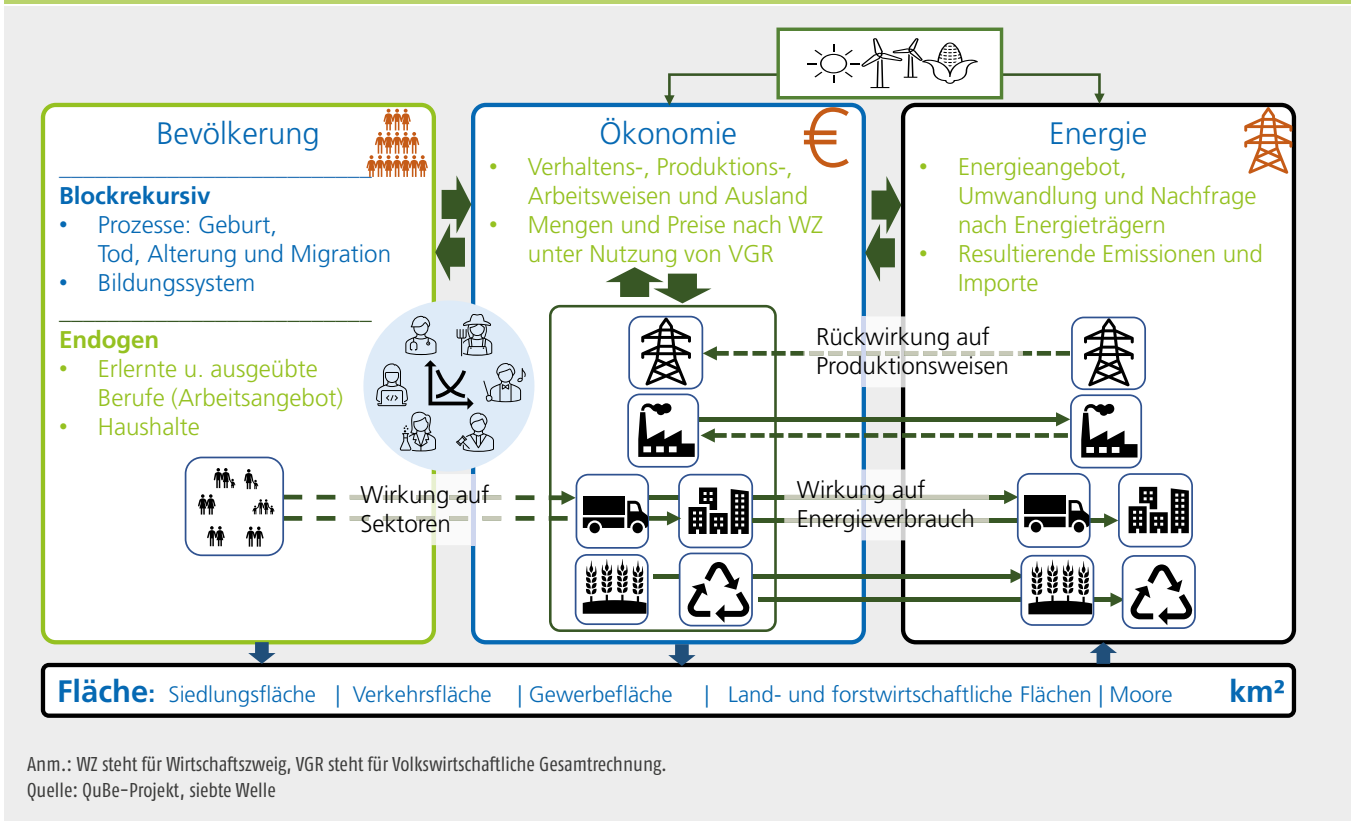 Bevölkerung
Blockrekursiv
• Prozesse: Geburt,
Tod, Alterung und Migration
• Bildungssystem
Endogen
• Erlernte u. ausgeübte
Berufe (Arbeitsangebot)
• Haushalte
Ökonomie
€
• Verhaltens-, Produktions-,
Arbeitsweisen und Ausland
• Mengen und Preise nach WZ
unter Nutzung von VGR
Energie
• Energieangebot,
Umwandlung und Nachfrage
nach Energieträgern
• Resultierende Emissionen und
Importe
Rückwirkung auf
Produktionsweisen
</>
Wirkung auf
Sektoren
Wirkung auf
Energieverbrauch
Fläche: Siedlungsfläche | Verkehrsfläche | Gewerbefläche | Land- und forstwirtschaftliche Flächen | Moore km²
Anm.: WZ steht für Wirtschaftszweig, VGR steht für Volkswirtschaftliche Gesamtrechnung.
Quelle: QuBe-Projekt, siebte Welle